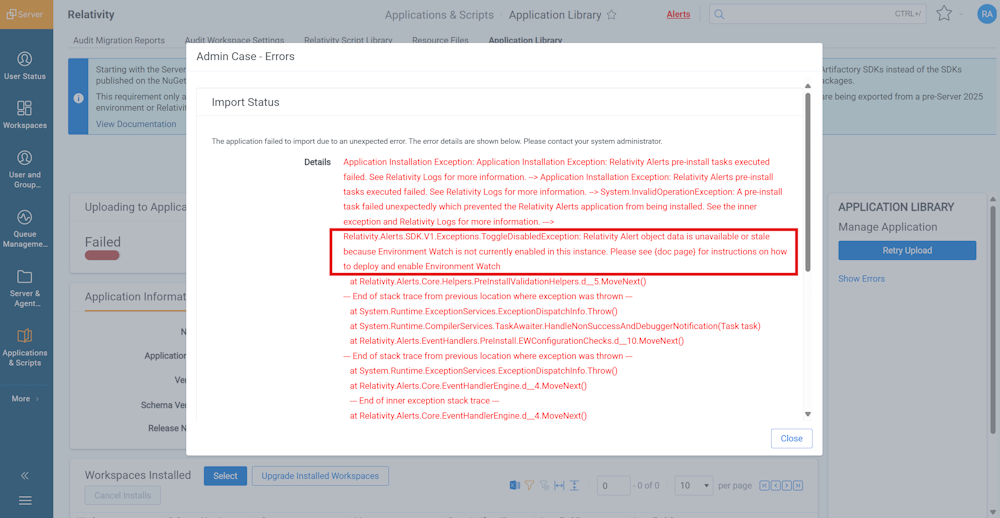 Server
Relativity
Applications & Scripts
Application Library
Alerts
CTRL+/
RA
Audit Migration Reports
Audit Workspace Settings
Relativity Script Library
Resource Files
Application Library
User Status
Workspaces
User and
Group...
Queue
Manageme...
Server &
Agent...
Applications
& Scripts
More
Starting with the Server
Artifactory SDKs instead of the SDKs
published on the NuGet
This requirement only a
are being exported from a pre-Server 2025
environment or Relativi
View Documentation
Admin Case - Errors
Import Status
The application failed to import due to an unexpected error. The error details are shown below. Please contact your system administrator.
Details
Application Installation Exception: Application Installation Exception: Relativity Alerts pre-install tasks executed
failed. See Relativity Logs for more information. --> Application Installation Exception: Relativity Alerts pre-install
tasks executed failed. See Relativity Logs for more information. --> System.InvalidOperationException: A pre-install
task failed unexpectedly which prevented the Relativity Alerts application from being installed. See the inner
exception and Relativity Logs for more information. --->
Relativity.Alerts.SDK.V1.Exceptions.ToggleDisabledException: Relativity Alert object data is unavailable or stale
because Environment Watch is not currently enabled in this instance. Please see {doc page} for instructions on how
to deploy and enable Environment Watch
at Relativity.Alerts.Core.Helpers.PreInstallValidationHelpers.d__5.MoveNext()
--- End of stack trace from previous location where exception was thrown ---
at System.Runtime.ExceptionServices.ExceptionDispatchInfo.Throw()
at System.Runtime.CompilerServices.TaskAwaiter.HandleNonSuccessAndDebuggerNotification(Task task)
at Relativity.Alerts.EventHandlers.PreInstall.EWConfigurationChecks.d__10.MoveNext()
--- End of stack trace from previous location where exception was thrown ---
at System.Runtime.ExceptionServices.ExceptionDispatchInfo.Throw()
at Relativity.Alerts.Core.EventHandlerEngine.d__4.MoveNext()
--- End of inner exception stack trace ---
at Relativity.Alerts.Core.EventHandlerEngine.d__4.MoveNext()
Close
Uploading to Applica
Failed
Application Informat
N
Application
Ver
Schema Ver
Release N
APPLICATION LIBRARY
Manage Application
Retry Upload
Show Errors
Workspaces Installed
Select
Upgrade Installed Workspaces
Cancel Installs
0
- 0 of 0
10
per page